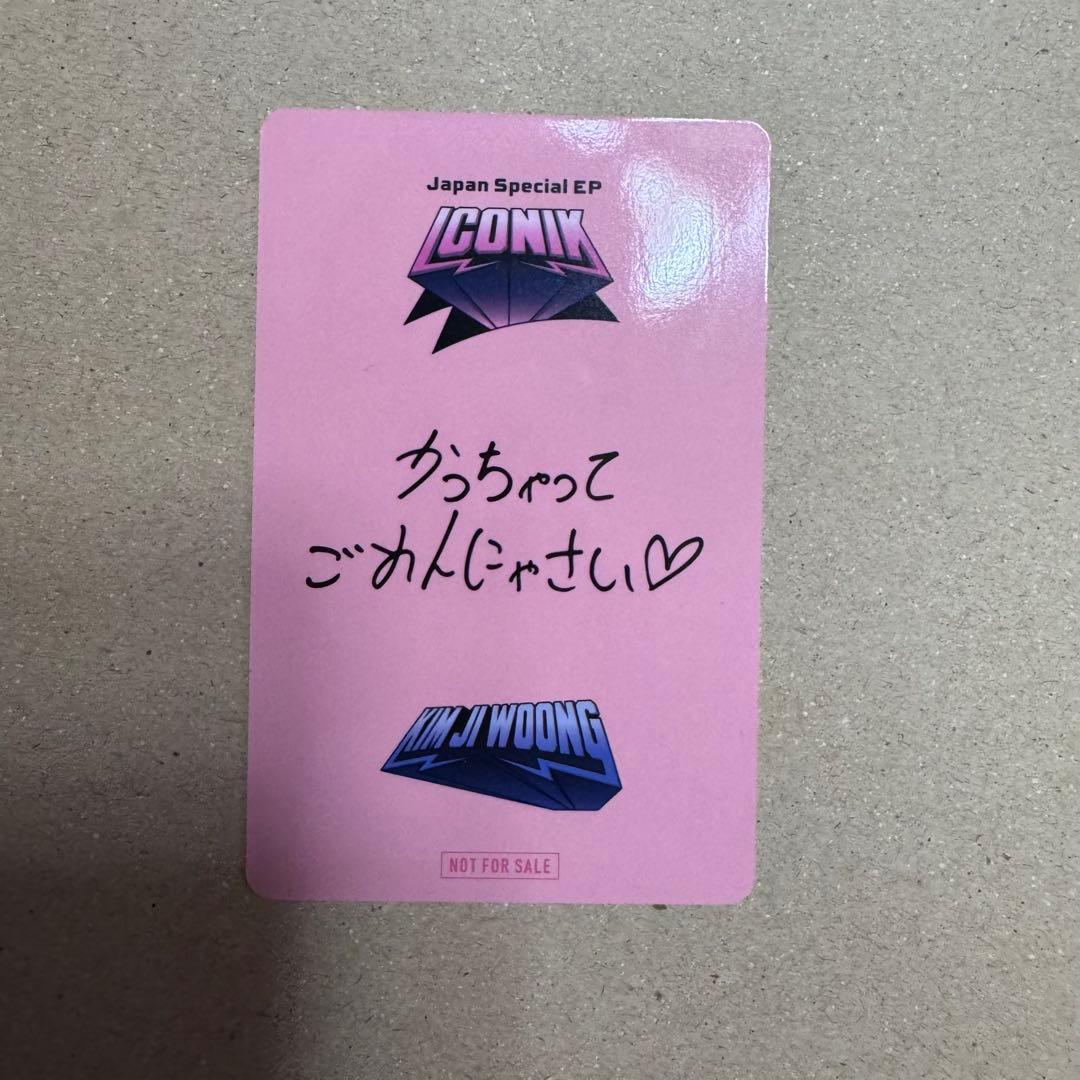 Japan Special EP
ICONIK
かっちゃって
ごめんにゃさい♡
KIM JI WOONG
NOT FOR SALE